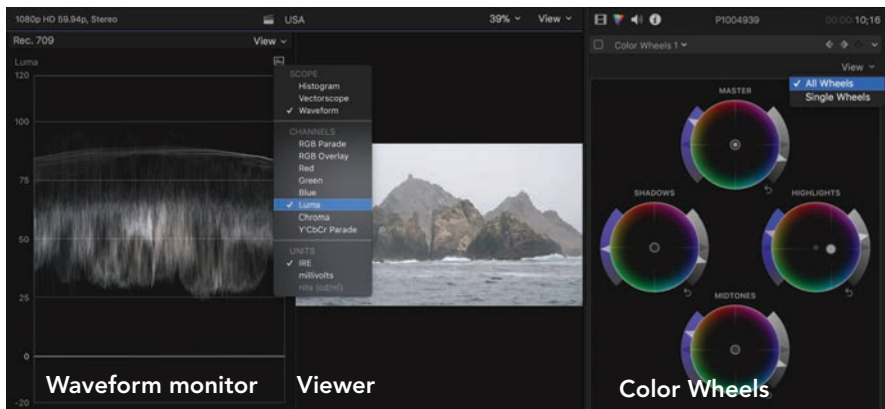 1080p HD 59.94p, Stereo
USA
39%
View
P1004939
00:00:10;16
Rec. 709
View
Color Wheels 1
View
Luma
120
100
75
50
25
0
-20
SCOPE
Histogram
Vectorscope
✓ Waveform
CHANNELS
RGB Parade
RGB Overlay
Red
Green
Blue
✓ Luma
Chroma
Y'CbCr Parade
UNITS
✓ IRE
millivolts
nits (cd/m²)
✓ All Wheels
Single Wheels
MASTER
SHADOWS
HIGHLIGHTS
MIDTONES
Waveform monitor
Viewer
Color Wheels